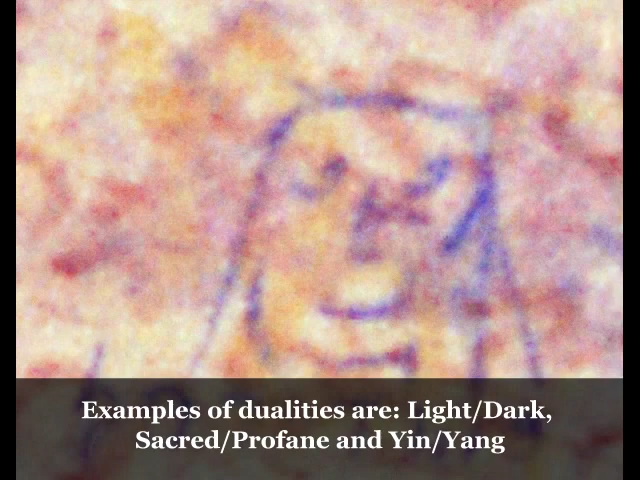 Examples of dualities are: Light/Dark,
Sacred/Profane and Yin/Yang